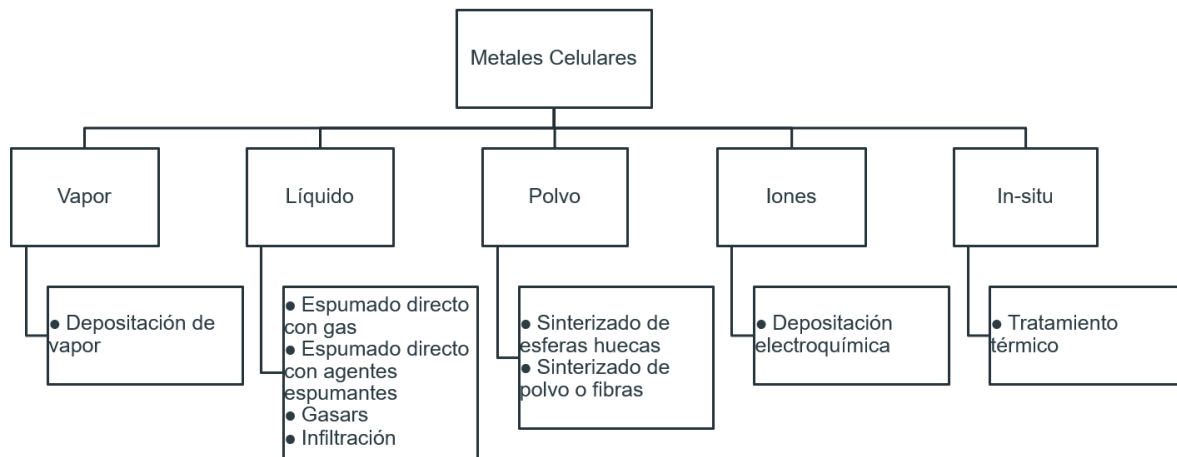 Metales Celulares
Vapor
Líquido
Polvo
Iones
In-situ
● Depositación de
vapor
● Espumado directo
con gas
● Espumado directo
con agentes
espumantes
● Gasars
● Infiltración
● Sinterizado de
esferas huecas
● Sinterizado de
polvo o fibras
● Depositación
electroquímica
● Tratamiento
térmico